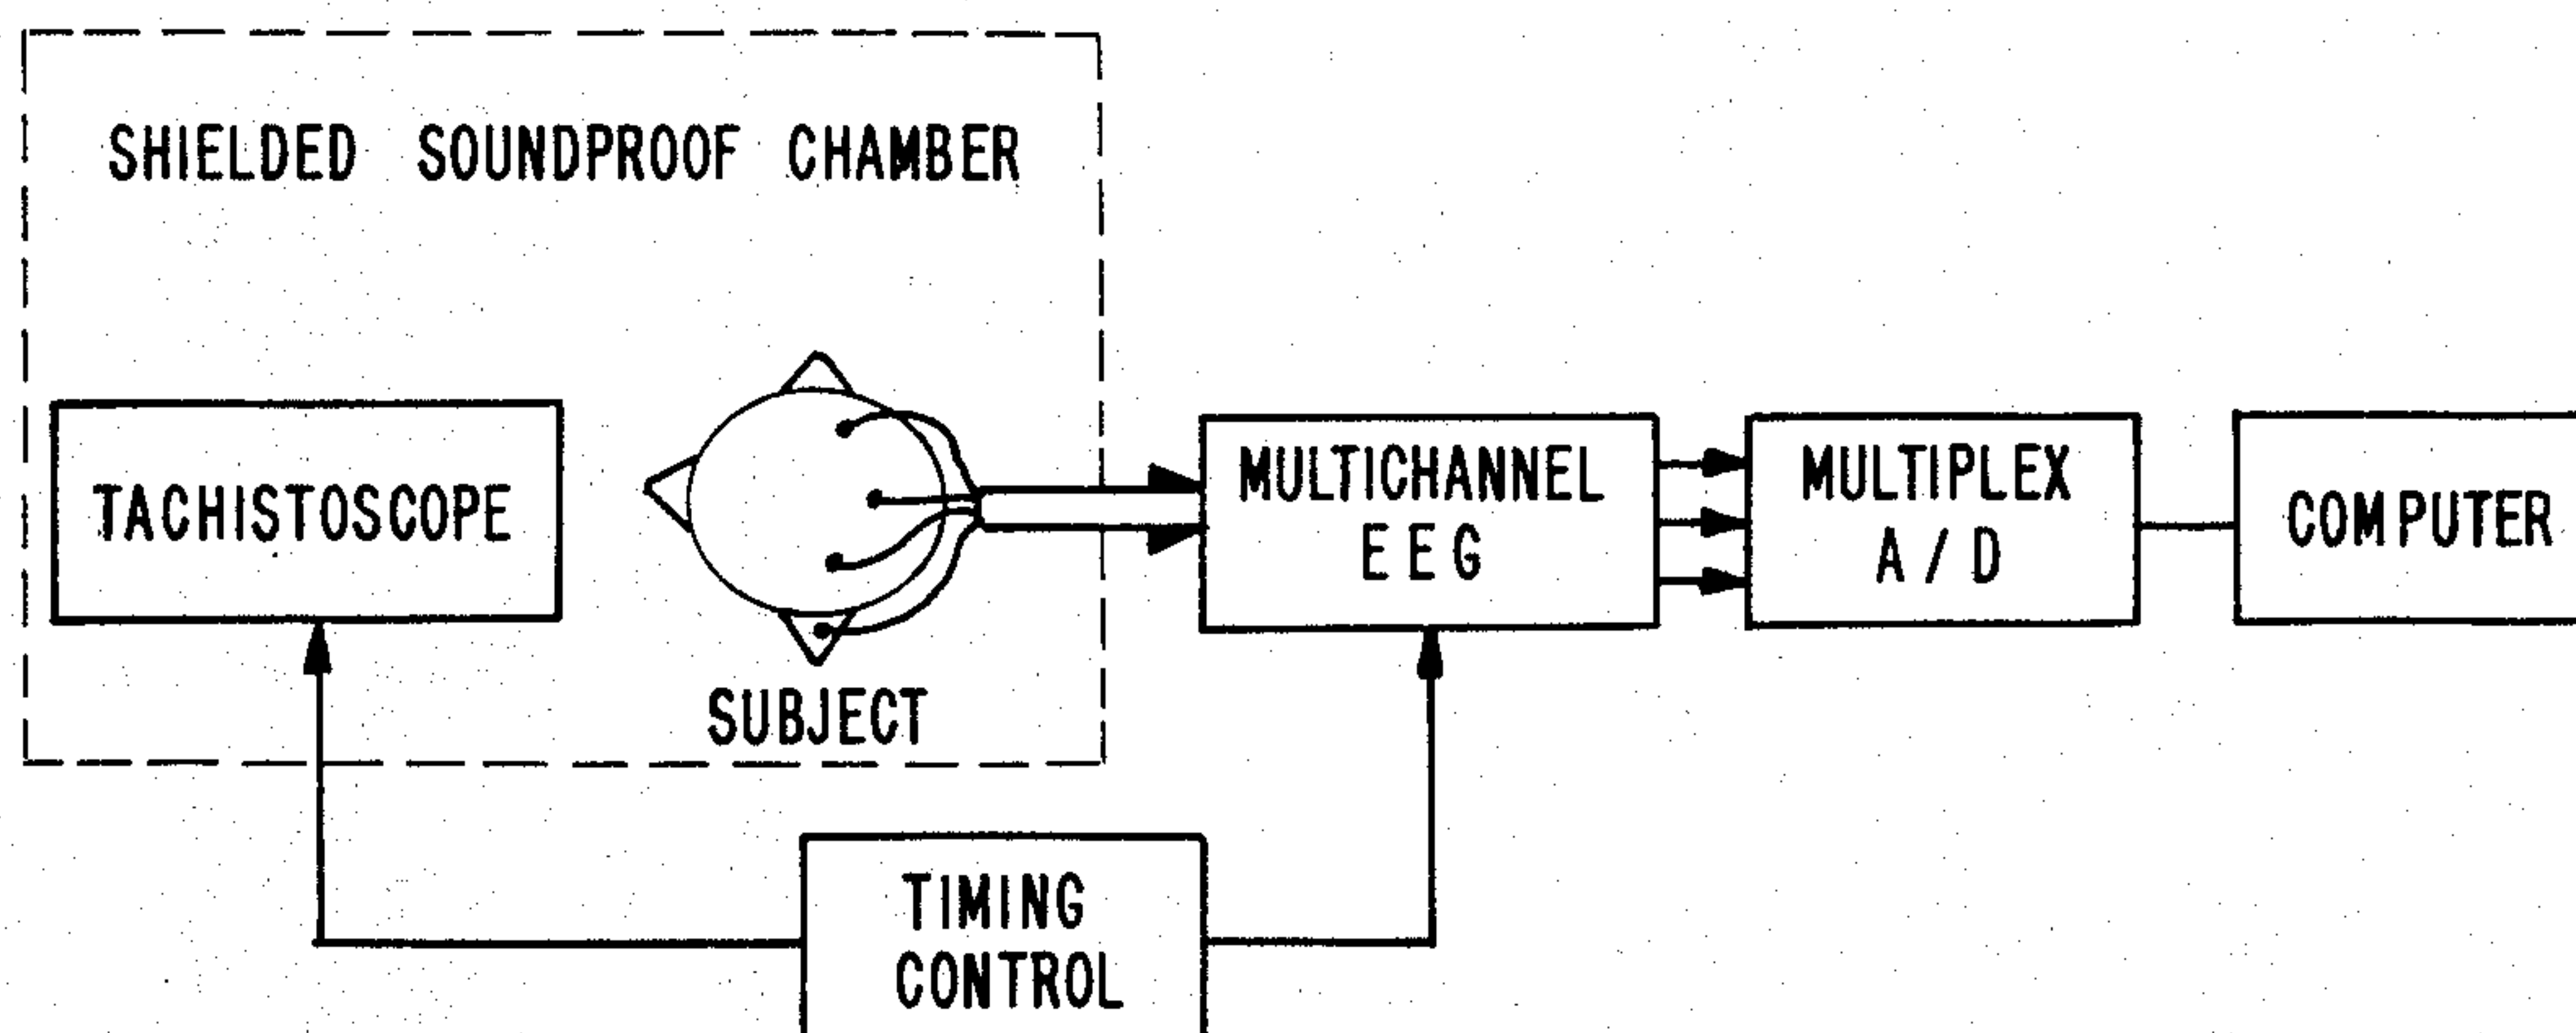 SHIELDED SOUNDPROOF CHAMBER
TACHISTOSCOPE
SUBJECT
MULTICHANNEL
EEG
MULTIPLEX
A/D
COMPUTER
TIMING
CONTROL